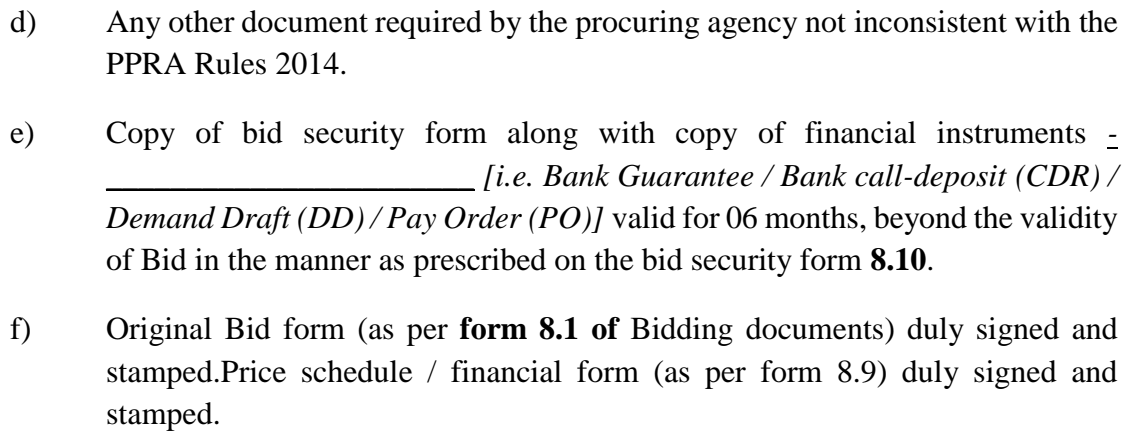 d) Any other document required by the procuring agency not inconsistent with the
PPRA Rules 2014.
e) Copy of bid security form along with copy of financial instruments -
______________________ [i.e. Bank Guarantee / Bank call-deposit (CDR) /
Demand Draft (DD) / Pay Order (PO)] valid for 06 months, beyond the validity
of Bid in the manner as prescribed on the bid security form 8.10.
f) Original Bid form (as per form 8.1 of Bidding documents) duly signed and
stamped.Price schedule / financial form (as per form 8.9) duly signed and
stamped.